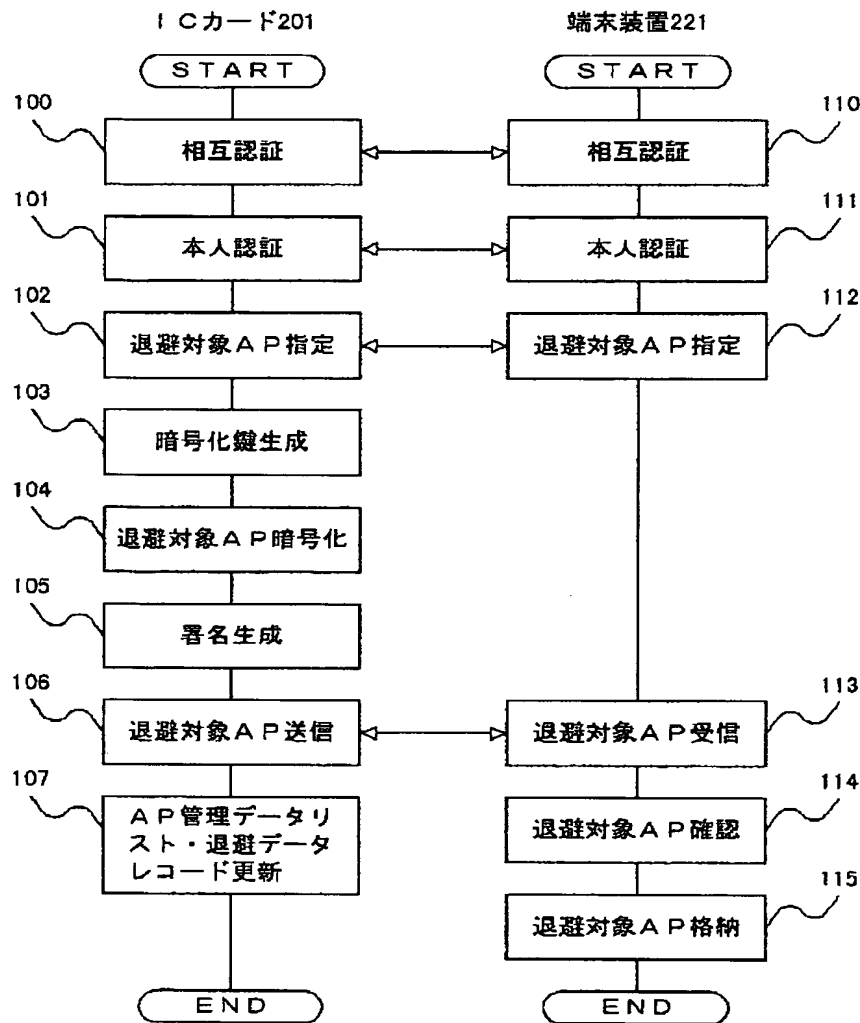 ICカード201
端末装置221
START
START
100
相互認証
相互認証
110
101
本人認証
本人認証
111
102
退避対象AP指定
退避対象AP指定
112
103
暗号化鍵生成
104
退避対象AP暗号化
105
署名生成
106
退避対象AP送信
退避対象AP受信
113
107
AP管理データリ
スト・退避データ
レコード更新
退避対象AP確認
114
退避対象AP格納
115
END
END